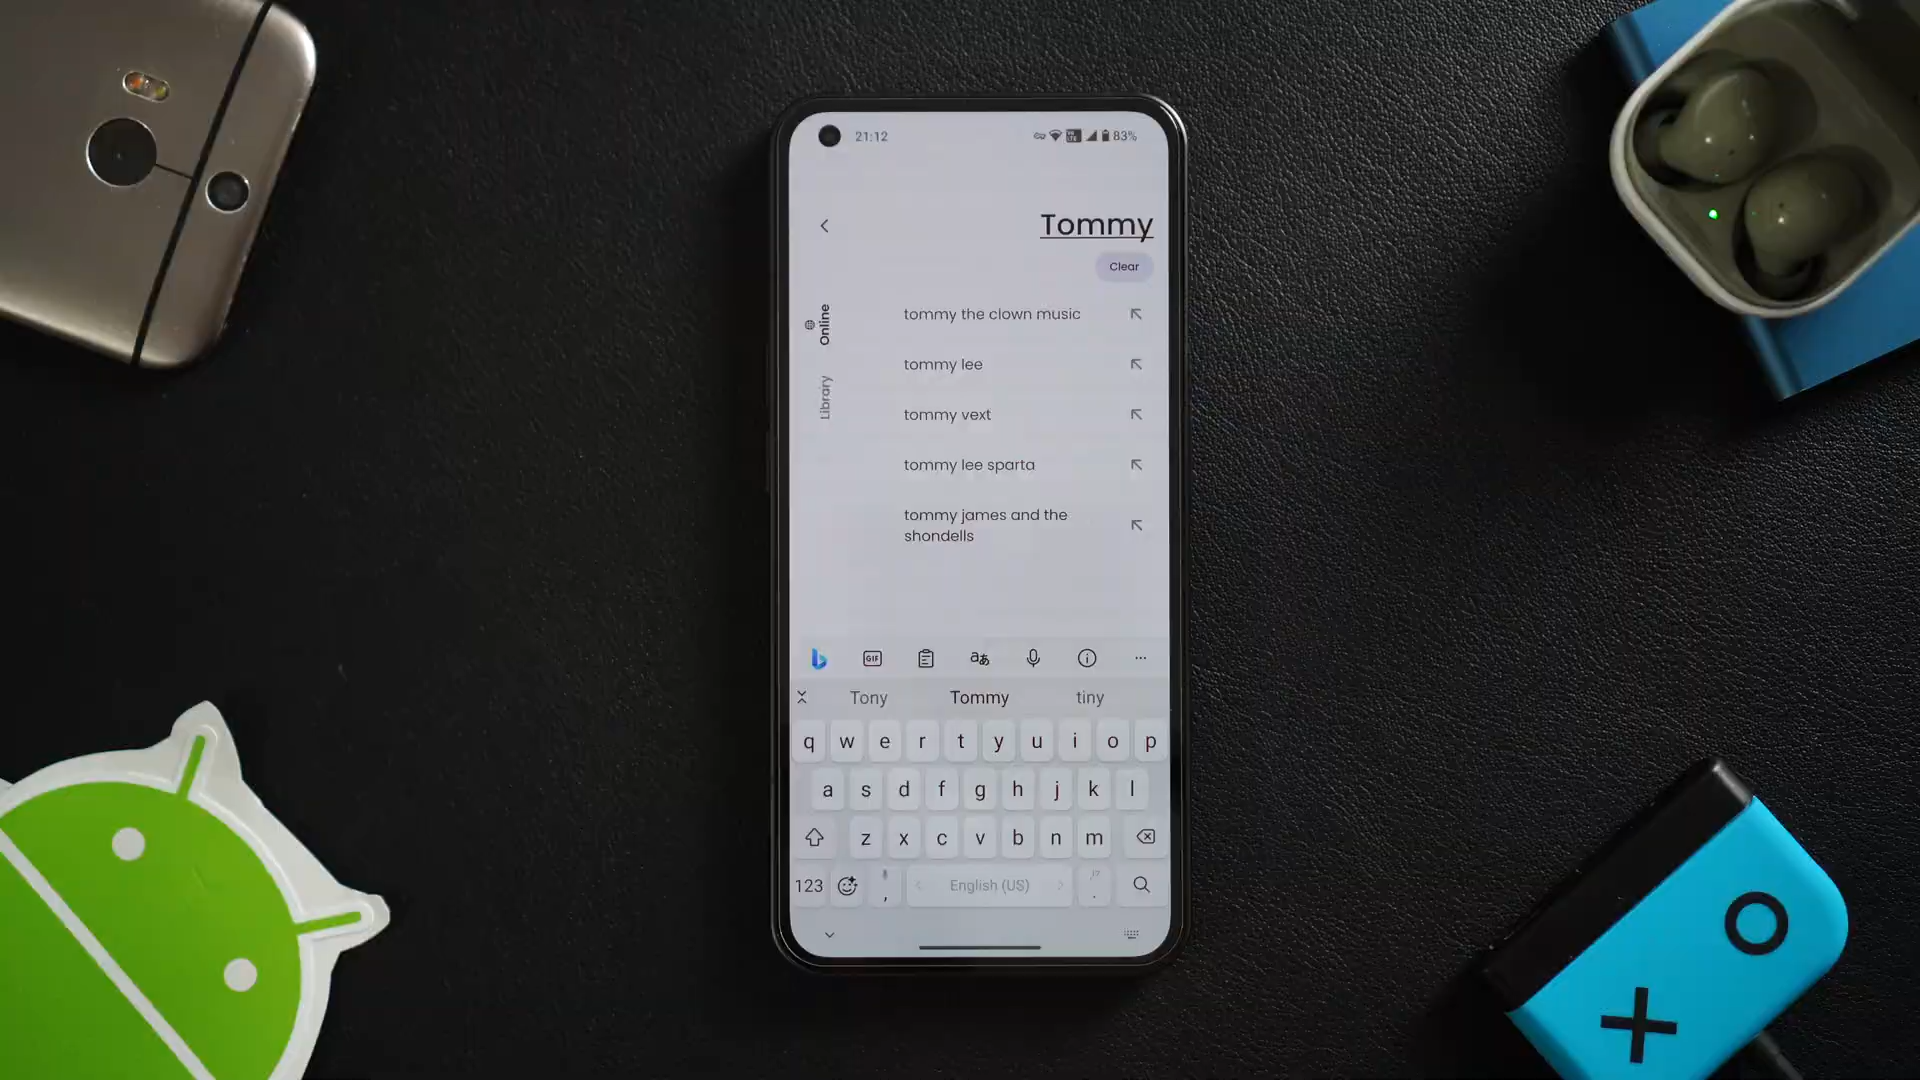 21:12
83%
Tommy
Clear
Online
Library
tommy the clown music
tommy lee
tommy vext
tommy lee sparta
tommy james and the
shondells
GIF
aあ
Tony Tommy tiny
q w e r t y u i o p
a s d f g h j k l
z x c v b n m
123 , English (US) .